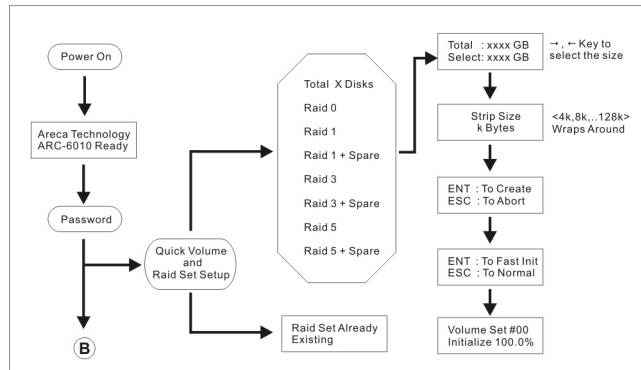 Power On
Areca Technology
ARC-6010 Ready
Password
B
Quick Volume
and
Raid Set Setup
Total X Disks
Raid 0
Raid 1
Raid 1 + Spare
Raid 3
Raid 3 + Spare
Raid 5
Raid 5 + Spare
Raid Set Already
Existing
Total : xxxx GB
Select: xxxx GB
→ , ← Key to
select the size
Strip Size
k Bytes
<4k,8k,..128k>
Wraps Around
ENT : To Create
ESC : To Abort
ENT : To Fast Init
ESC : To Normal
Volume Set #00
Initialize 100.0%